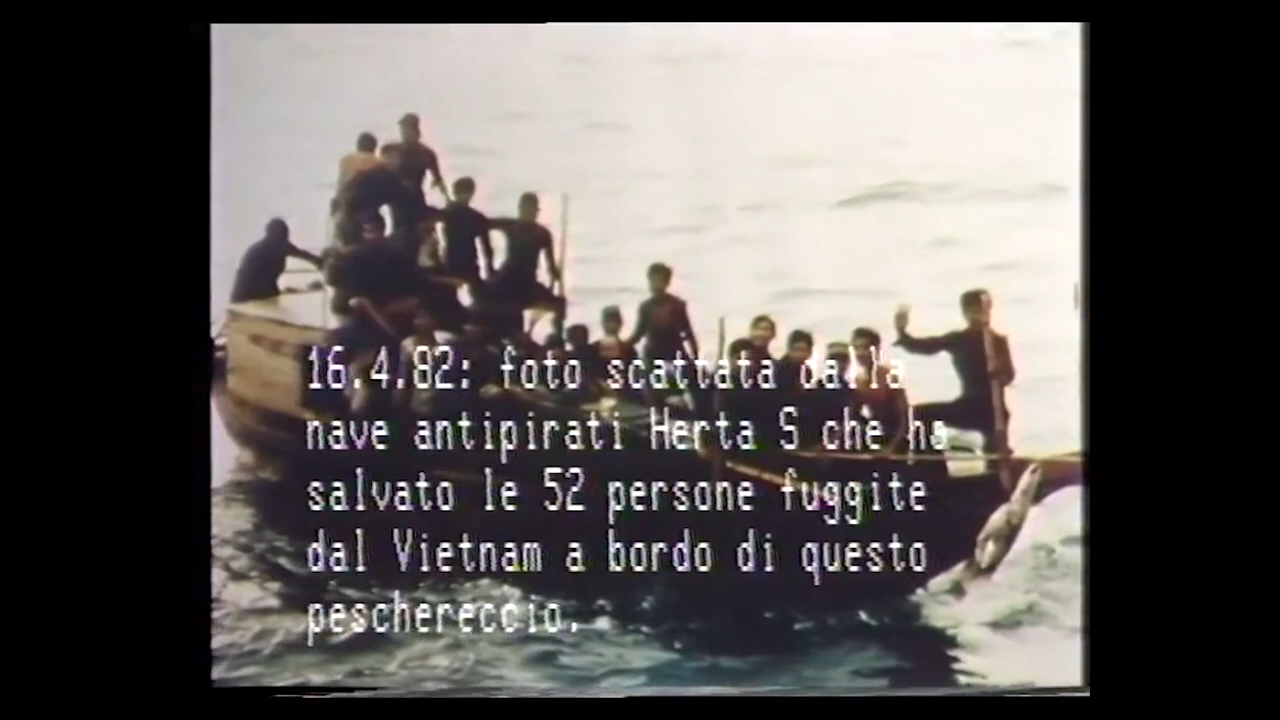 16.4.82: foto scattata dalla
nave antipirati Herta S che ha
salvato le 52 persone fuggite
dal Vietnam a bordo di questo
peschereccio.